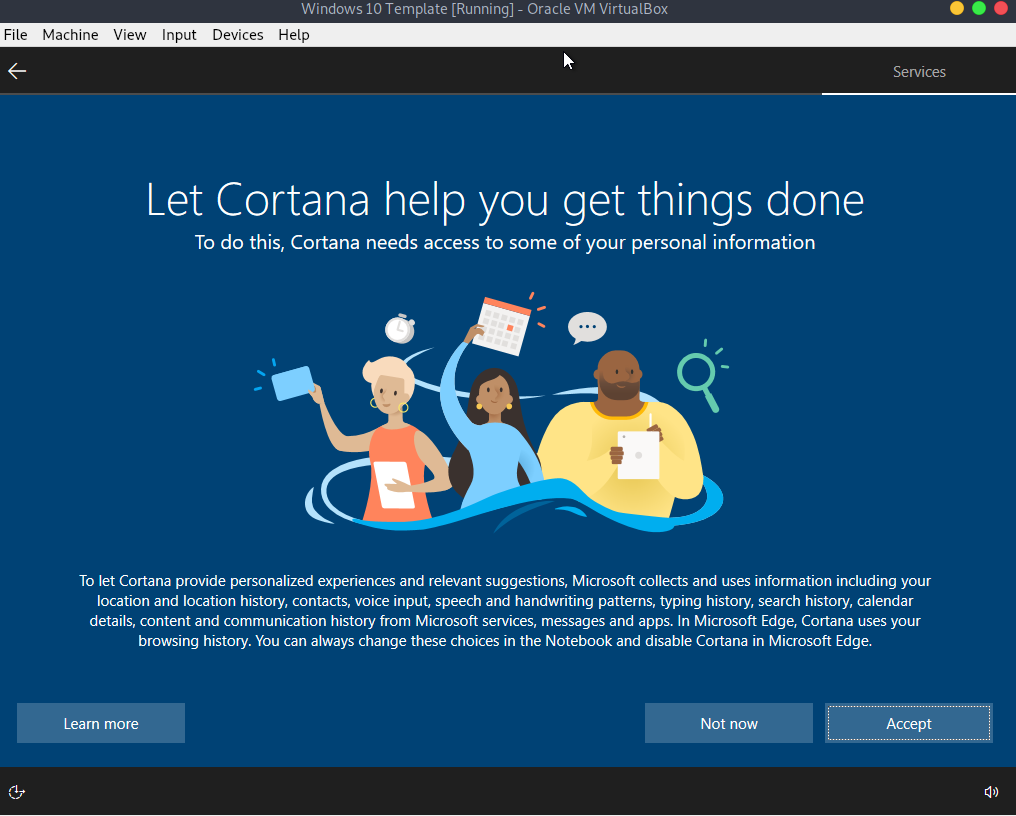 Windows 10 Template [Running] - Oracle VM VirtualBox
File Machine View Input Devices Help
Services
Let Cortana help you get things done
To do this, Cortana needs access to some of your personal information
To let Cortana provide personalized experiences and relevant suggestions, Microsoft collects and uses information including your
location and location history, contacts, voice input, speech and handwriting patterns, typing history, search history, calendar
details, content and communication history from Microsoft services, messages and apps. In Microsoft Edge, Cortana uses your
browsing history. You can always change these choices in the Notebook and disable Cortana in Microsoft Edge.
Learn more Not now Accept